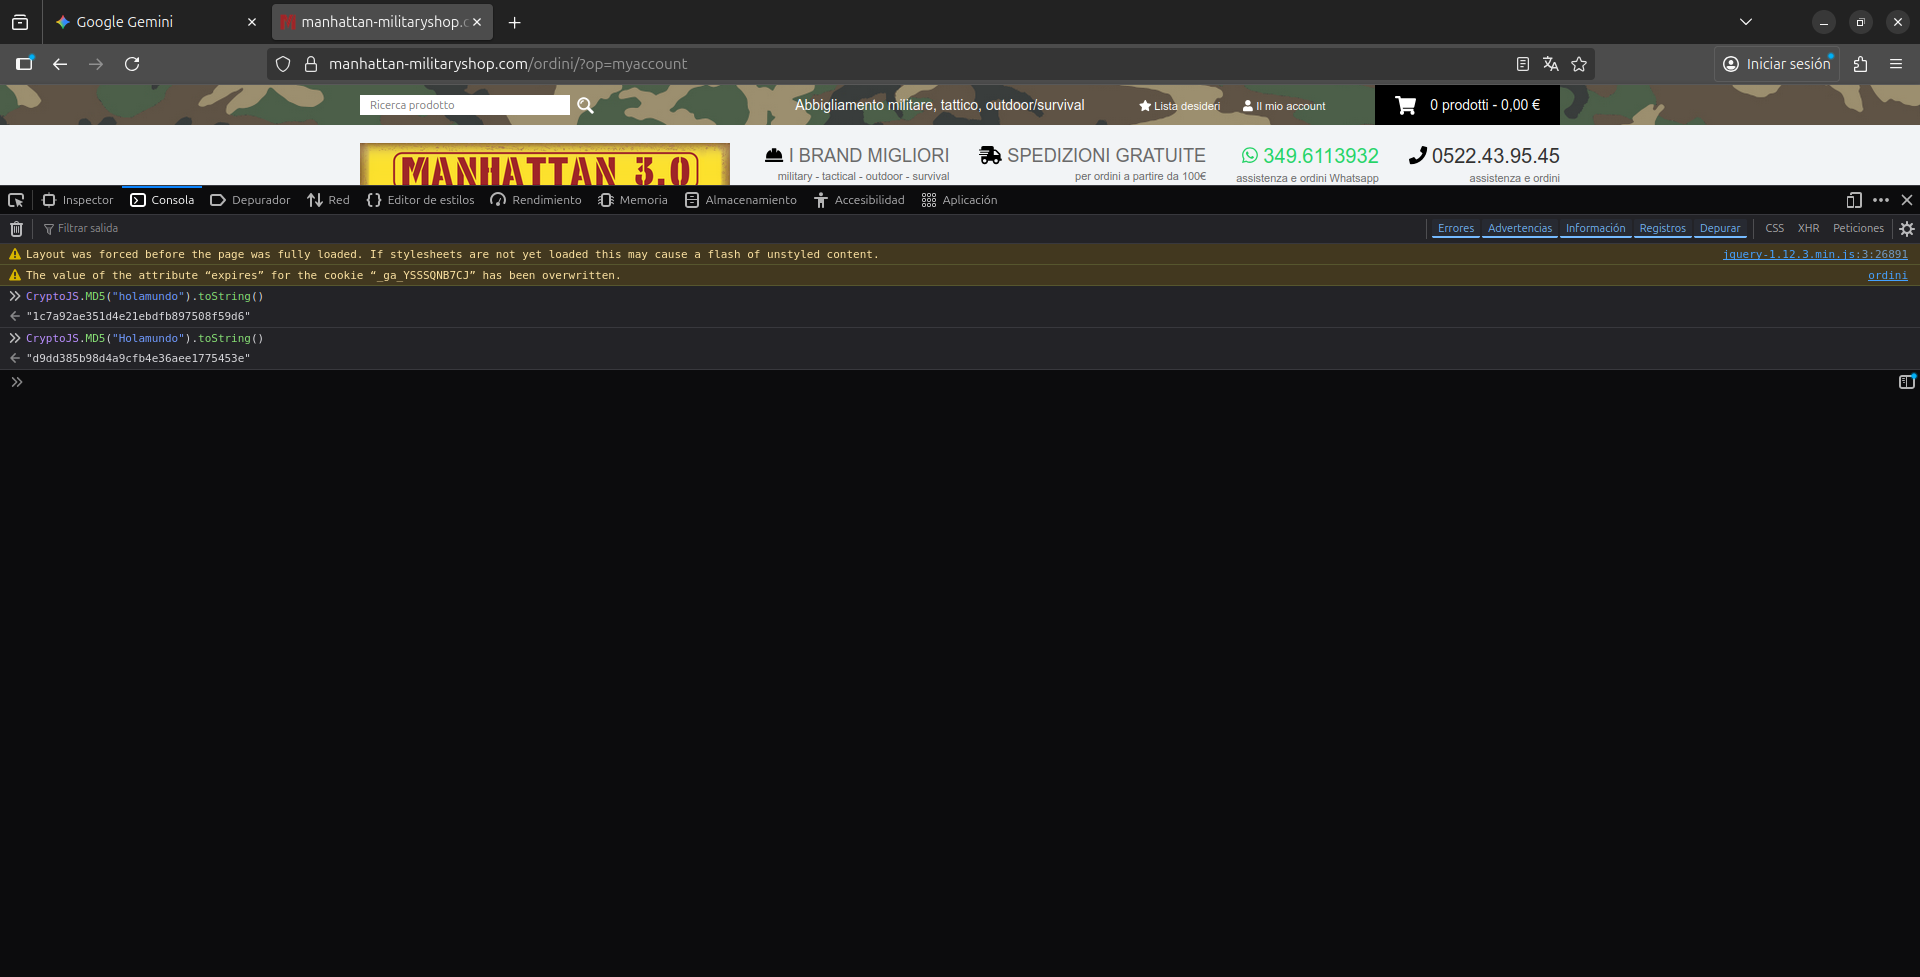 Google Gemini
manhattan-militaryshop.c
manhattan-militaryshop.com/ordini/?op=myaccount
Iniciar sesión
Ricerca prodotto
Abbigliamento militare, tattico, outdoor/survival
Lista desideri
Il mio account
0 prodotti - 0,00 €
MANHATTAN 3.0
I BRAND MIGLIORI
military - tactical - outdoor - survival
SPEDIZIONI GRATUITE
per ordini a partire da 100€
349.6113932
assistenza e ordini Whatsapp
0522.43.95.45
assistenza e ordini
Inspector
Consola
Depurador
Red
Editor de estilos
Rendimiento
Memoria
Almacenamiento
Accesibilidad
Aplicación
Filtrar salida
Errores
Advertencias
Información
Registros
Depurar
CSS
XHR
Peticiones
Layout was forced before the page was fully loaded. If stylesheets are not yet loaded this may cause a flash of unstyled content.
jquery-1.12.3.min.js:3:26891
The value of the attribute “expires” for the cookie “_ga_YSSSQNB7CJ” has been overwritten.
ordini
CryptoJS.MD5("holamundo").toString()
"1c7a92ae351d4e21ebdfb897508f59d6"
CryptoJS.MD5("Holamundo").toString()
"d9dd385b98d4a9cfb4e36aee1775453e"